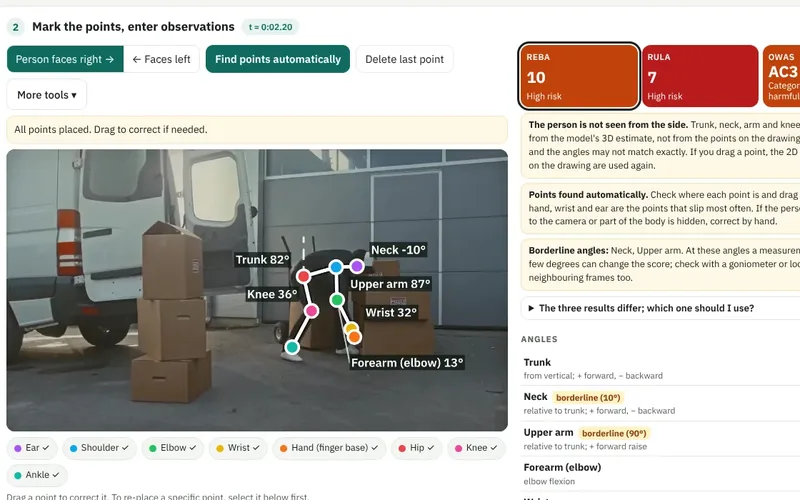 2 Mark the points, enter observations t = 0:02.20
Person faces right → ← Faces left Find points automatically Delete last point
More tools ▾
All points placed. Drag to correct if needed.
Trunk 82°
Neck -10°
Knee 36°
Upper arm 87°
Wrist 32°
Forearm (elbow) 13°
Ear ✓ Shoulder ✓ Elbow ✓ Wrist ✓ Hand (finger base) ✓ Hip ✓ Knee ✓
Ankle ✓
Drag a point to correct it. To re-place a specific point, select it below first.
REBA
10
High risk
RULA
7
High risk
OWAS
AC3
Categor
harmful
The person is not seen from the side. Trunk, neck, arm and knee
from the model's 3D estimate, not from the points on the drawing
and the angles may not match exactly. If you drag a point, the 2D
on the drawing are used again.
Points found automatically. Check where each point is and drag
hand, wrist and ear are the points that slip most often. If the perso
to the camera or part of the body is hidden, correct by hand.
Borderline angles: Neck, Upper arm. At these angles a measurem
few degrees can change the score; check with a goniometer or loo
neighbouring frames too.
▶ The three results differ; which one should I use?
ANGLES
Trunk
from vertical; + forward, − backward
Neck borderline (10°)
relative to trunk; + forward, − backward
Upper arm borderline (90°)
relative to trunk; + forward raise
Forearm (elbow)
elbow flexion